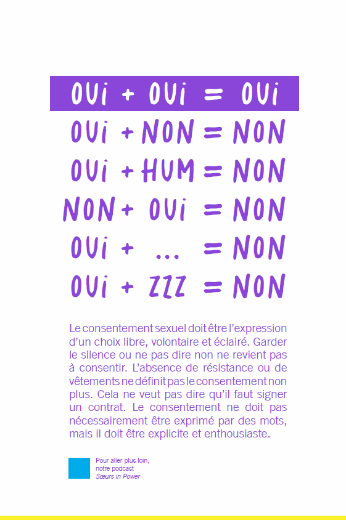 OUi + OUi = OUi
OUi + NON = NON
OUi + HUM = NON
NON + OUi = NON
OUi + ... = NON
OUi + ZZZ = NON
Le consentement sexuel doit être l'expression
d'un choix libre, volontaire et éclairé. Garder
le silence ou ne pas dire non ne revient pas
à consentir. L'absence de résistance ou de
vêtements ne définit pas le consentement non
plus. Cela ne veut pas dire qu'il faut signer
un contrat. Le consentement ne doit pas
nécessairement être exprimé par des mots,
mais il doit être explicite et enthousiaste.
Pour aller plus loin,
notre podcast
Sœurs in Power